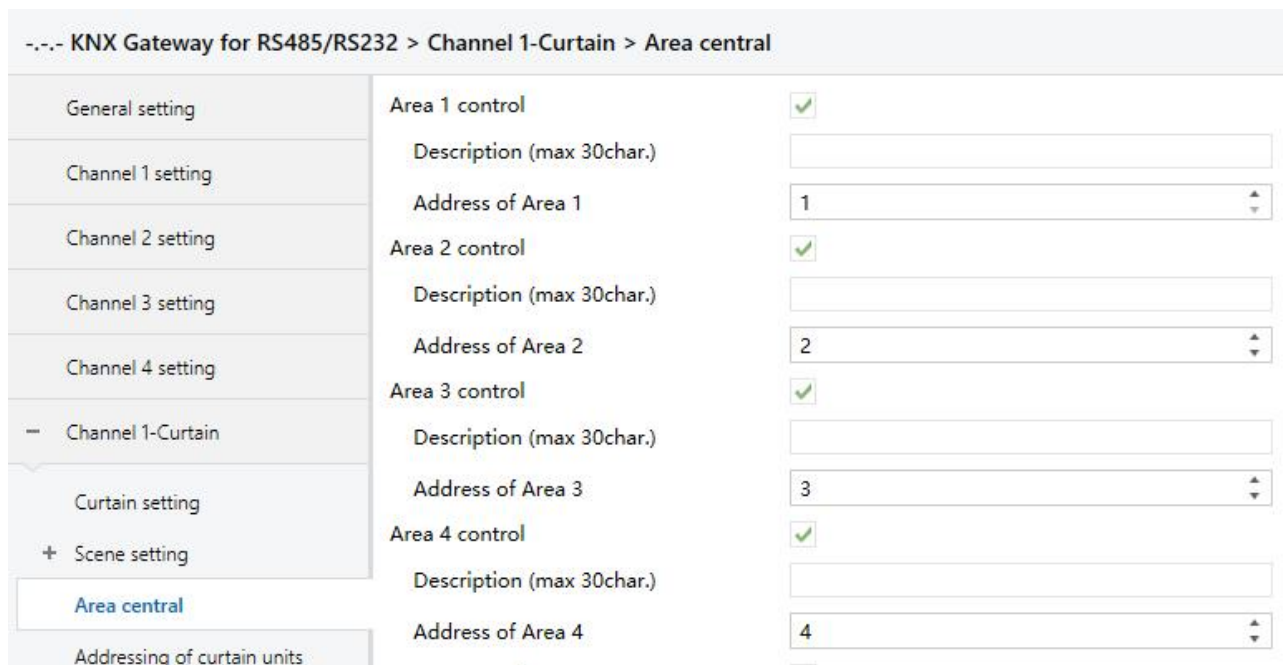 -.-.- KNX Gateway for RS485/RS232 > Channel 1-Curtain > Area central
General setting
Channel 1 setting
Channel 2 setting
Channel 3 setting
Channel 4 setting
− Channel 1-Curtain
Curtain setting
+ Scene setting
Area central
Addressing of curtain units
Area 1 control
Description (max 30char.)
Address of Area 1
1
Area 2 control
Description (max 30char.)
Address of Area 2
2
Area 3 control
Description (max 30char.)
Address of Area 3
3
Area 4 control
Description (max 30char.)
Address of Area 4
4